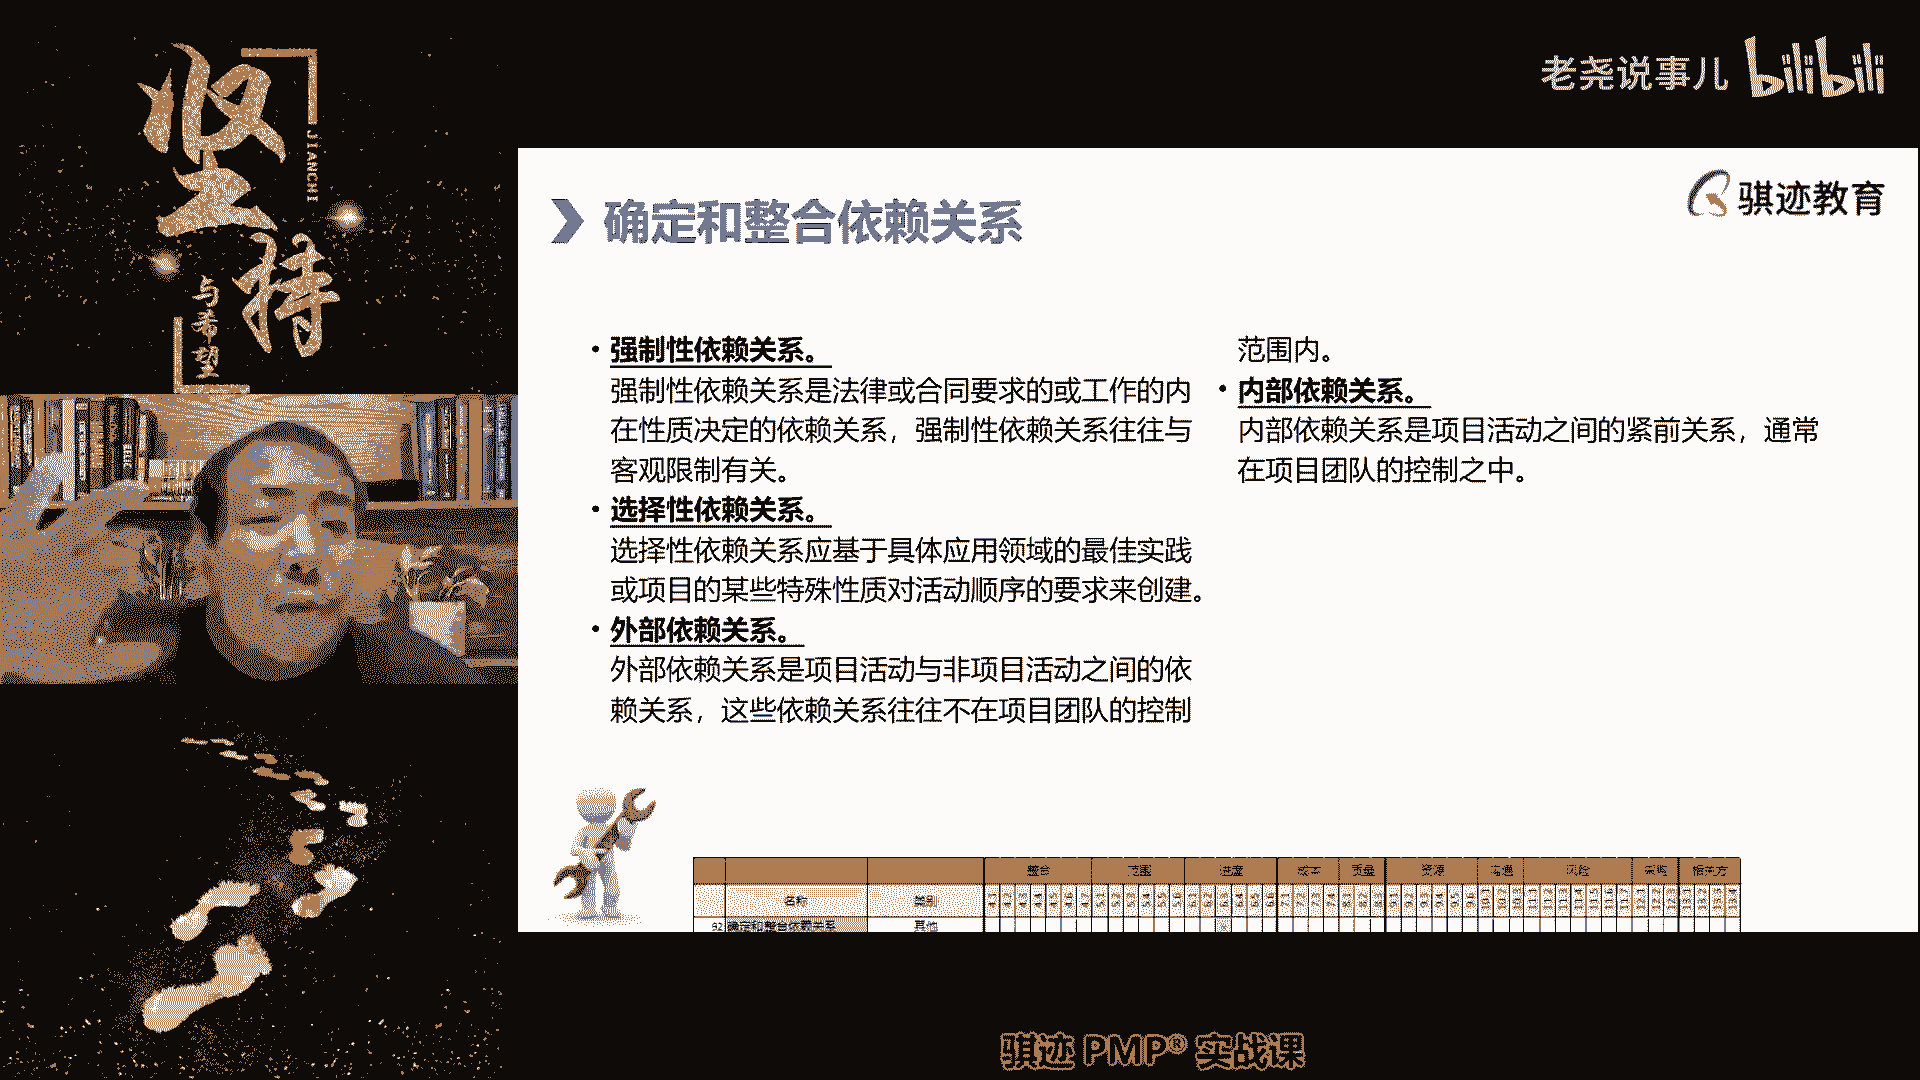 坚持
JIANCHI
与希望
老尧说事儿 bilibili
骐迹教育
确定和整合依赖关系
• 强制性依赖关系。
强制性依赖关系是法律或合同要求的或工作的内
在性质决定的依赖关系，强制性依赖关系往往与
客观限制有关。
• 选择性依赖关系。
选择性依赖关系应基于具体应用领域的最佳实践
或项目的某些特殊性质对活动顺序的要求来创建。
• 外部依赖关系。
外部依赖关系是项目活动与非项目活动之间的依
赖关系，这些依赖关系往往不在项目团队的控制
范围内。
• 内部依赖关系。
内部依赖关系是项目活动之间的紧前关系，通常
在项目团队的控制之中。
整合 范围 进度 成本 质量 资源 沟通 风险 采购 相关方
名称 类别
92 确定和整合依赖关系 其他
骐迹 PMP® 实战课